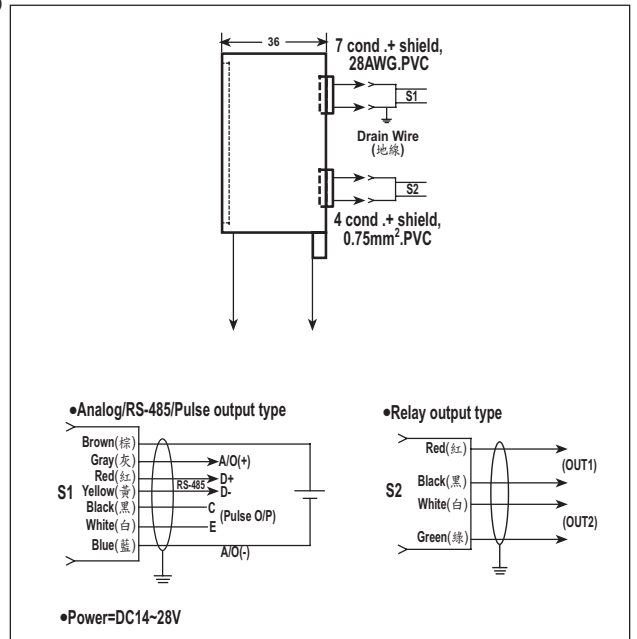 36
7 cond .+ shield,
28AWG.PVC
S1
Drain Wire
(地線)
S2
4 cond .+ shield,
0.75mm².PVC
●Analog/RS-485/Pulse output type
Brown(棕)
Gray(灰) A/O(+)
Red(紅) D+
RS-485
S1 Yellow(黃) D-
Black(黑) C
(Pulse O/P)
White(白) E
Blue(藍)
A/O(-)
●Relay output type
Red(紅)
(OUT1)
Black(黑)
S2
White(白)
(OUT2)
Green(綠)
●Power=DC14~28V